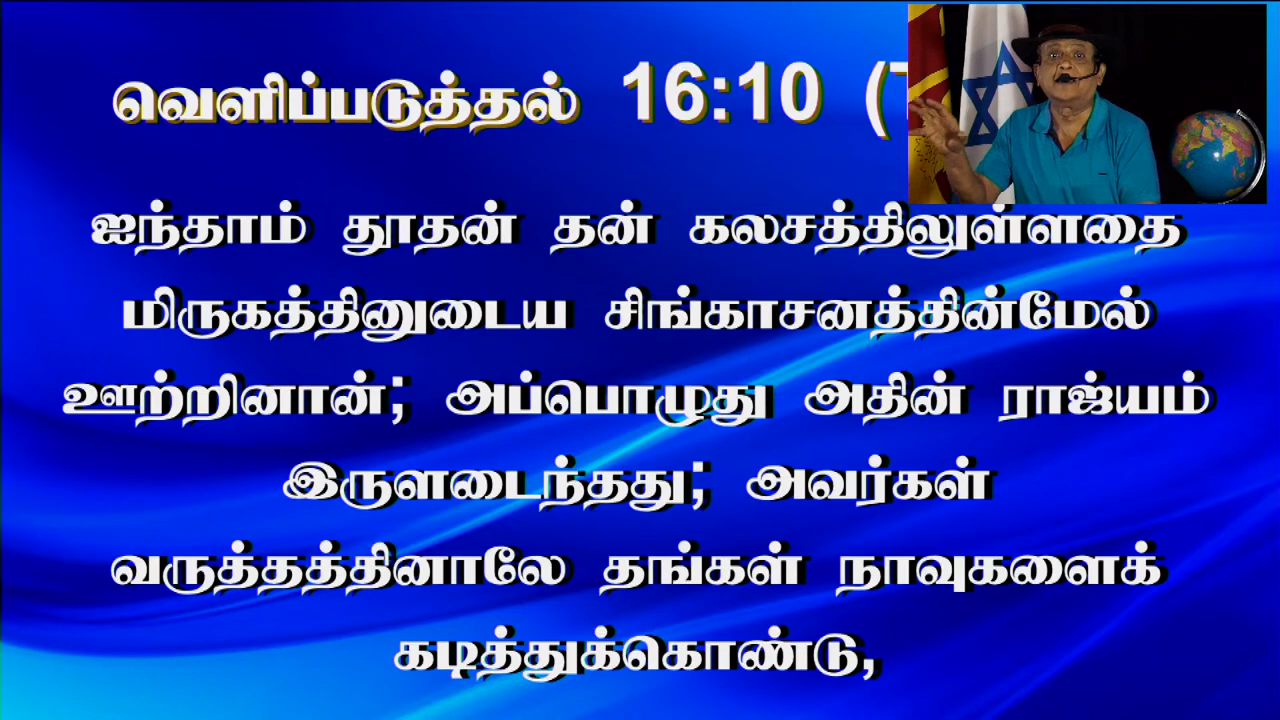 வெளிப்படுத்தல் 16:10 (T
ஐந்தாம் தூதன் தன் கலசத்திலுள்ளதை
மிருகத்தினுடைய சிங்காசனத்தின்மேல்
ஊற்றினான்; அப்பொழுது அதின் ராஜ்யம்
இருளடைந்தது; அவர்கள்
வருத்தத்தினாலே தங்கள் நாவுகளைக்
கடித்துக்கொண்டு,